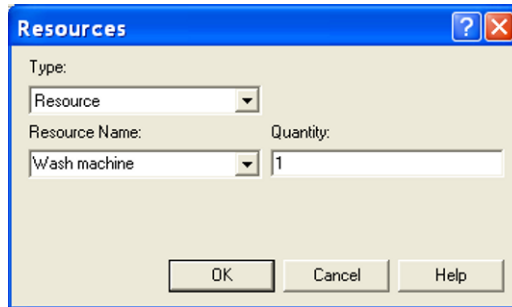 Resources
Type:
Resource
Resource Name: Quantity:
Wash machine 1
OK Cancel Help